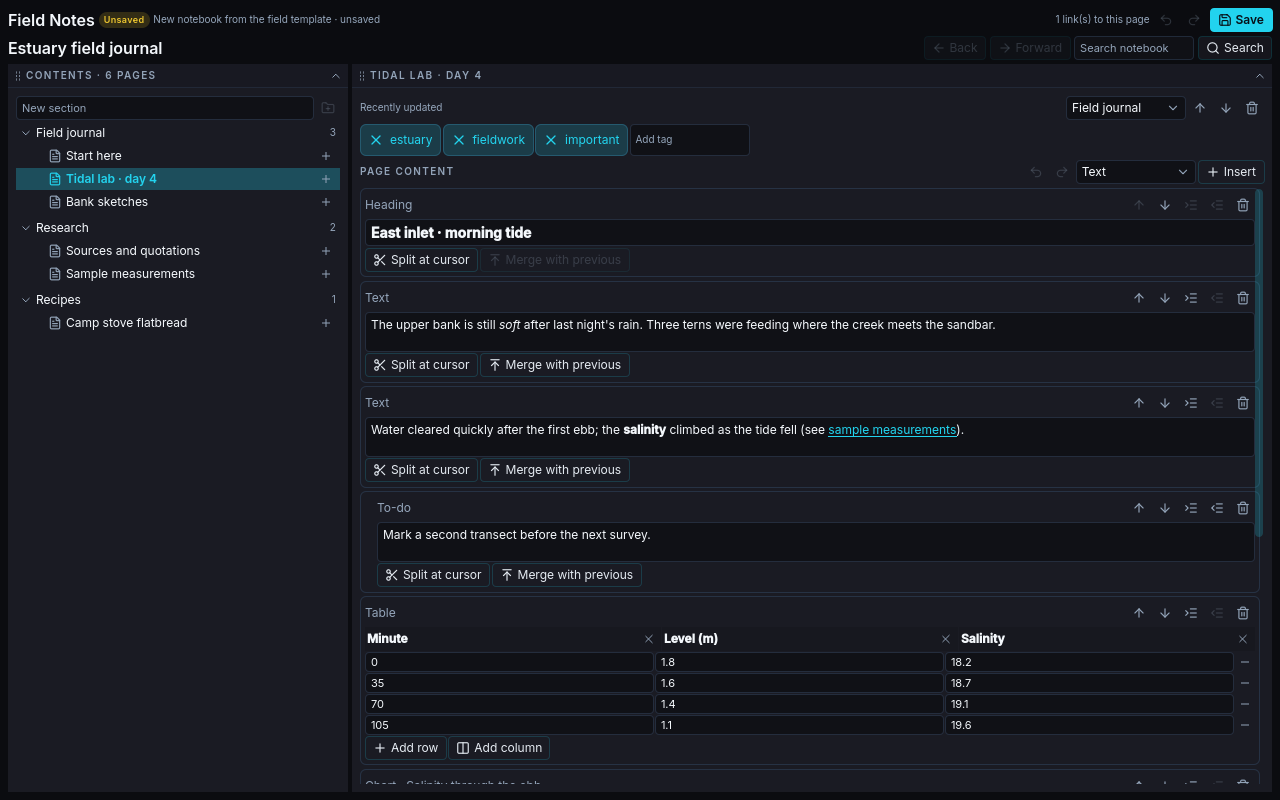 Field Notes Unsaved New notebook from the field template · unsaved 1 link(s) to this page Save
Estuary field journal Back Forward Search notebook Search
CONTENTS · 6 PAGES
New section
Field journal 3
Start here
Tidal lab · day 4
Bank sketches
Research 2
Sources and quotations
Sample measurements
Recipes 1
Camp stove flatbread
TIDAL LAB · DAY 4
Recently updated Field journal
estuary fieldwork important Add tag
PAGE CONTENT Text Insert
Heading
East inlet · morning tide
Split at cursor Merge with previous
Text
The upper bank is still soft after last night's rain. Three terns were feeding where the creek meets the sandbar.
Split at cursor Merge with previous
Text
Water cleared quickly after the first ebb; the salinity climbed as the tide fell (see sample measurements).
Split at cursor Merge with previous
To-do
Mark a second transect before the next survey.
Split at cursor Merge with previous
Table
Minute Level (m) Salinity
0 1.8 18.2
35 1.6 18.7
70 1.4 19.1
105 1.1 19.6
Add row Add column
Chart · Salinity through the ebb